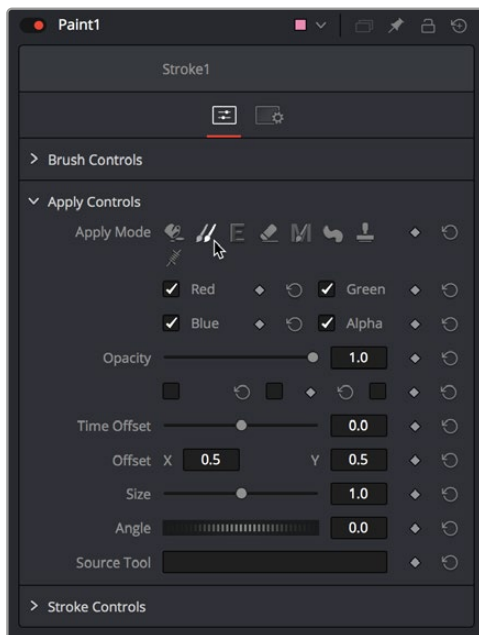 Paint1
Stroke1
Brush Controls
Apply Controls
Apply Mode E M
Red Green
Blue Alpha
Opacity 1.0
Time Offset 0.0
Offset X 0.5 Y 0.5
Size 1.0
Angle 0.0
Source Tool
Stroke Controls